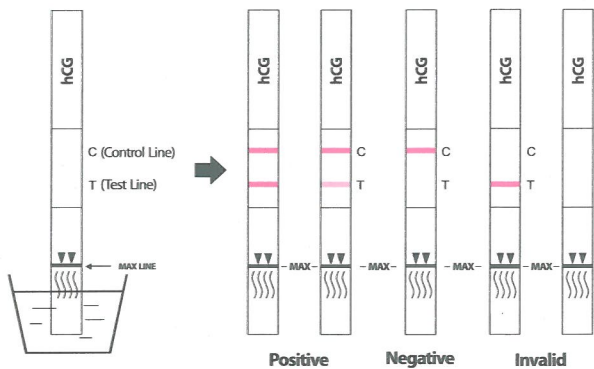 hCG
hCG
hCG
hCG
hCG
hCG
C (Control Line)
C
C
C
T (Test Line)
T
T
T
MAX LINE
MAX
MAX
MAX
MAX
Positive
Negative
Invalid